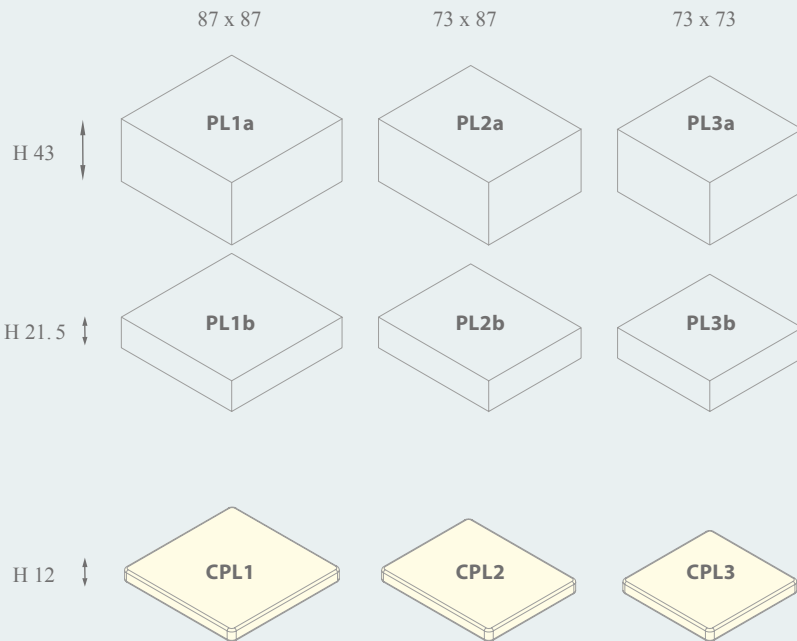 87 x 87 73 x 87 73 x 73
PL1a PL2a PL3a
H 43
PL1b PL2b PL3b
H 21. 5
CPL1 CPL2 CPL3
H 12